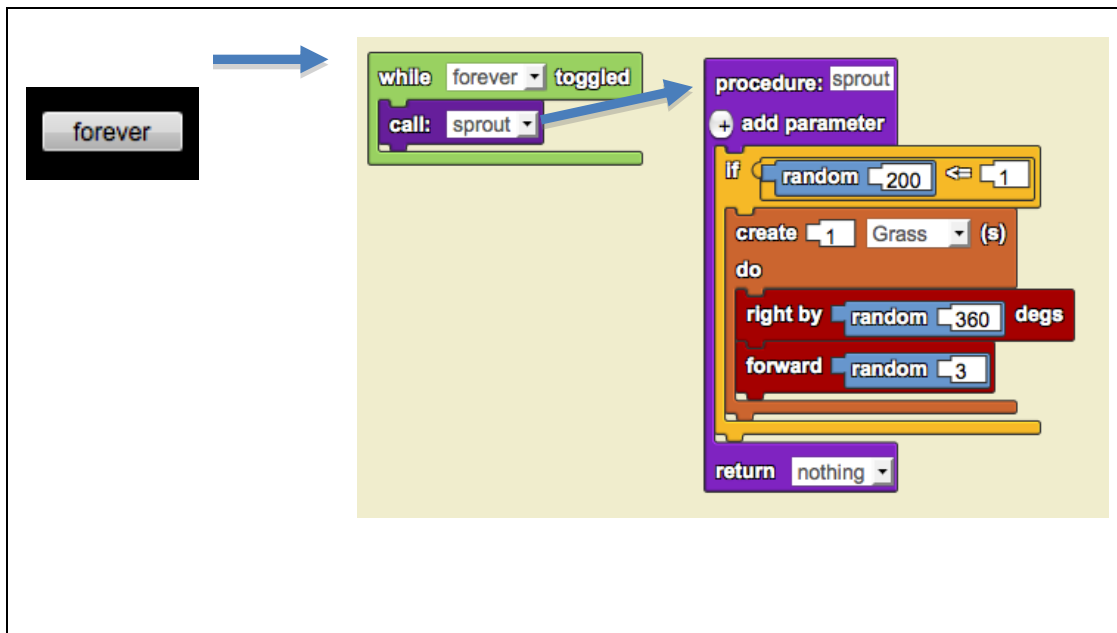 forever
while forever toggled
call: sprout
procedure: sprout
+ add parameter
if random 200 <= 1
create 1 Grass (s)
do
right by random 360 degs
forward random 3
return nothing